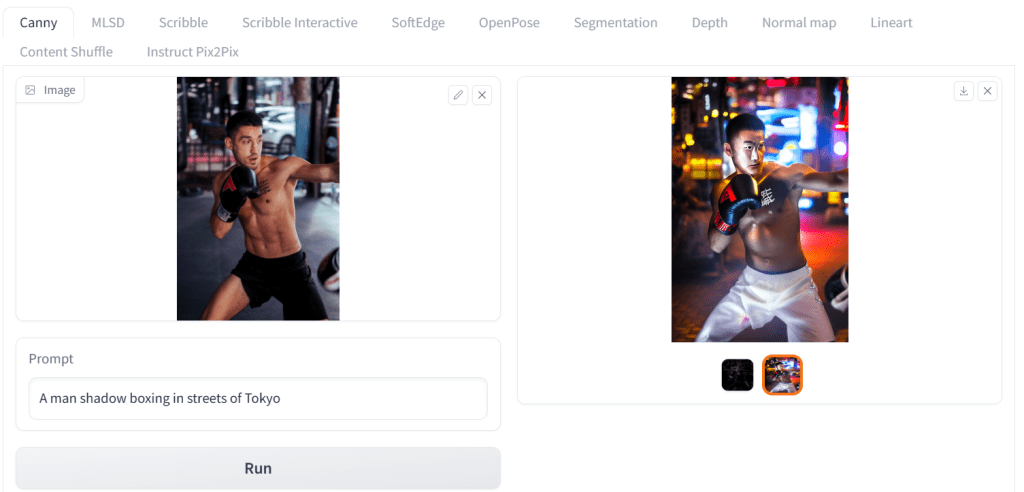 Canny MLSD Scribble Scribble Interactive SoftEdge OpenPose Segmentation Depth Normal map Lineart
Content Shuffle Instruct Pix2Pix
Image
Prompt
A man shadow boxing in streets of Tokyo
Run